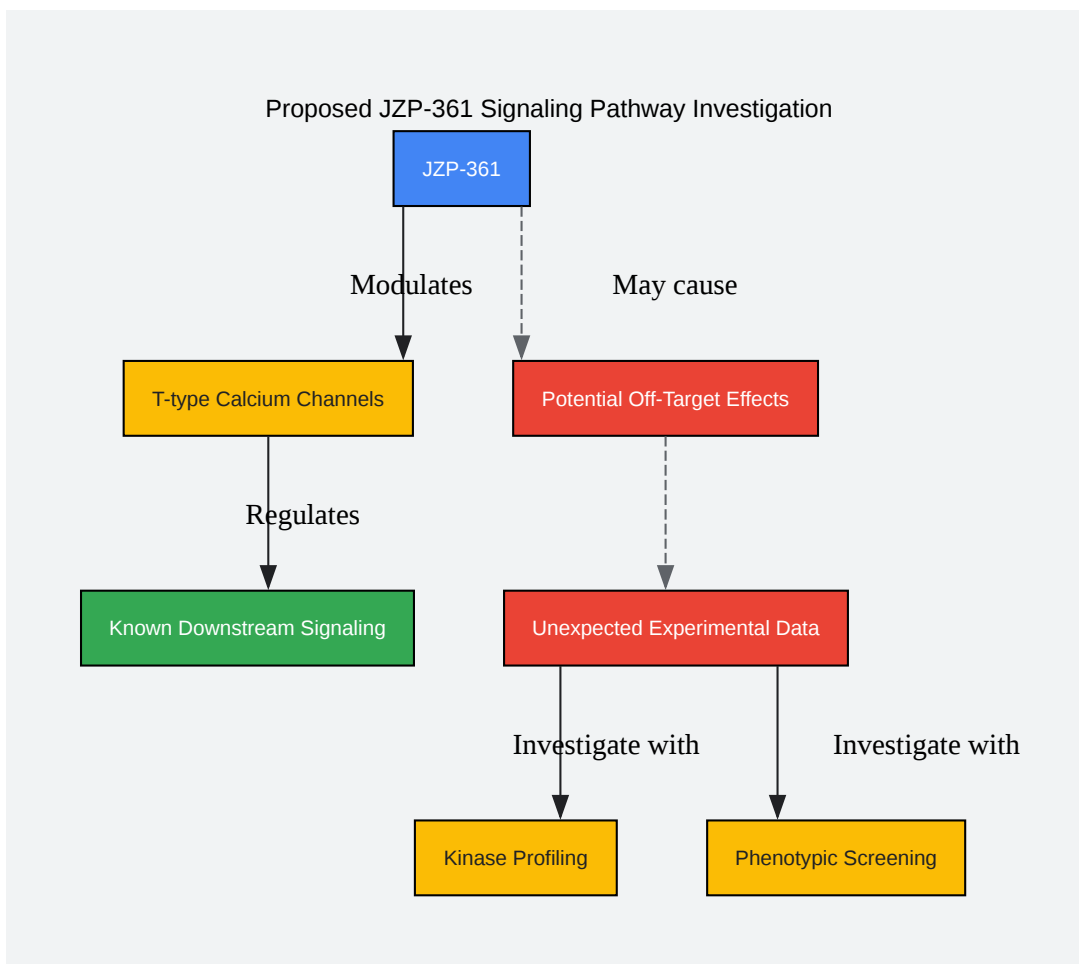 Proposed JZP-361 Signaling Pathway Investigation
JZP-361
Modulates
May cause
T-type Calcium Channels
Potential Off-Target Effects
Regulates
Known Downstream Signaling
Unexpected Experimental Data
Investigate with
Investigate with
Kinase Profiling
Phenotypic Screening